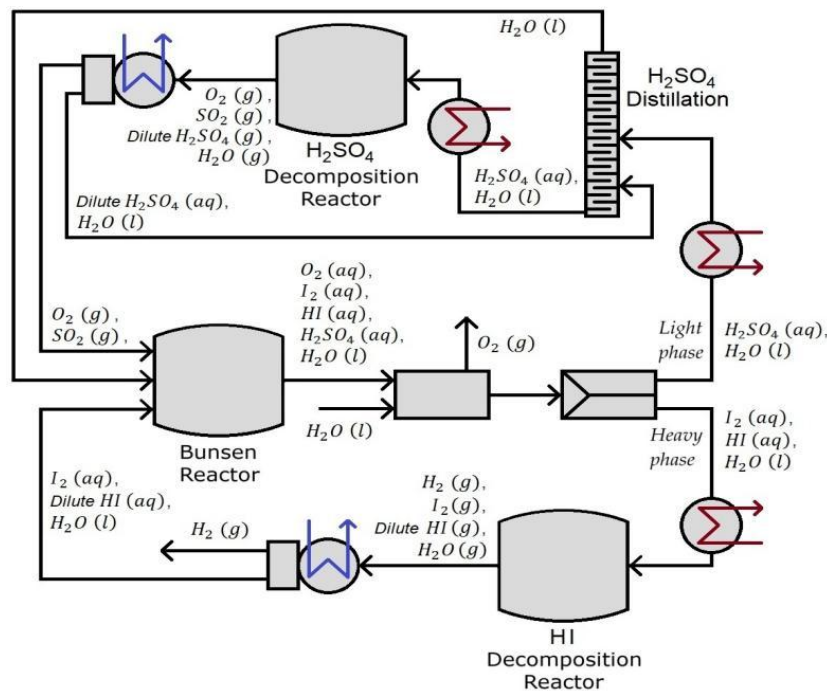 H₂O (l)
H₂SO₄
Distillation
O₂ (g) ,
SO₂ (g) ,
Dilute H₂SO₄ (g) ,
H₂O (g)
H₂SO₄
Decomposition
Reactor
H₂SO₄ (aq) ,
H₂O (l)
Dilute H₂SO₄ (aq) ,
H₂O (l)
O₂ (g) ,
SO₂ (g) ,
O₂ (aq) ,
I₂ (aq) ,
HI (aq) ,
H₂SO₄ (aq) ,
H₂O (l)
O₂ (g)
Light
phase
H₂SO₄ (aq) ,
H₂O (l)
H₂O (l)
Bunsen
Reactor
Heavy
phase
I₂ (aq) ,
HI (aq) ,
H₂O (l)
I₂ (aq) ,
Dilute HI (aq) ,
H₂O (l)
H₂ (g)
H₂ (g) ,
I₂(g) ,
Dilute HI (g) ,
H₂O (g)
HI
Decomposition
Reactor